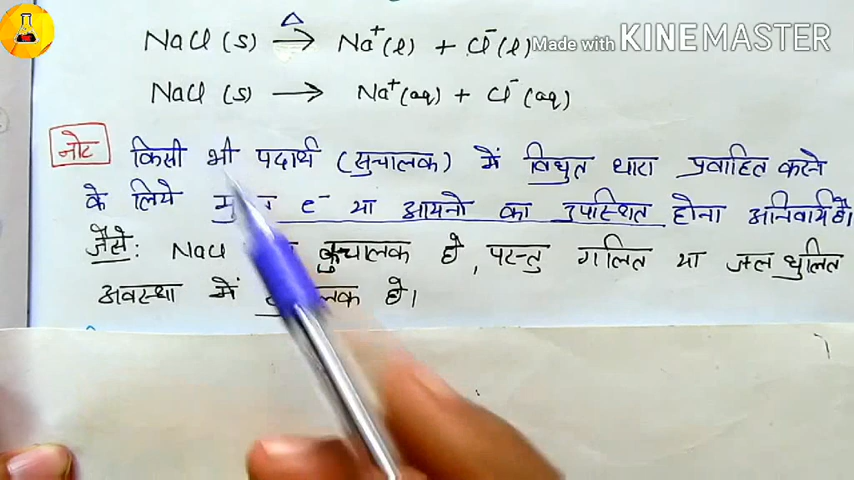 NaCl (s) —Δ→ Na⁺(l) + Cl⁻(l)
Made with KINEMASTER
NaCl (s) → Na⁺(aq) + Cl⁻(aq)
नोट किसी भी पदार्थ (सुचालक) में विधुत धारा प्रवाहित करने
के लिये e⁻ या आयनो का उपस्थित होना अनिवार्य है।
जैसे: NaCl कुचालक है, परन्तु गलित या जल धुलित
अवस्था में है।